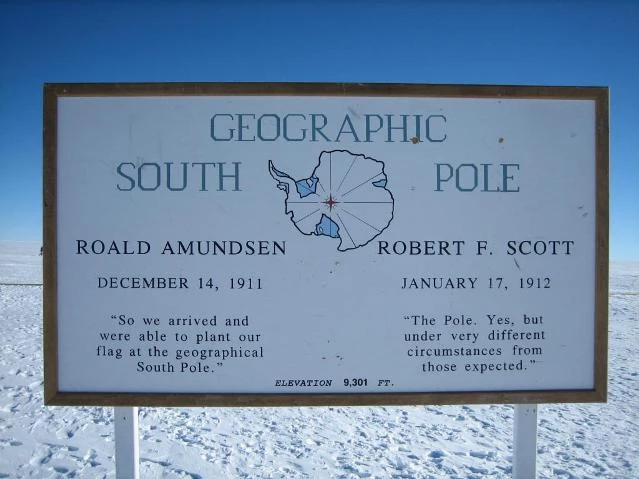 GEOGRAPHIC
SOUTH POLE
ROALD AMUNDSEN
DECEMBER 14, 1911
"So we arrived and
were able to plant our
flag at the geographical
South Pole."
ROBERT F. SCOTT
JANUARY 17, 1912
"The Pole. Yes, but
under very different
circumstances from
those expected."
ELEVATION 9,301 FT.